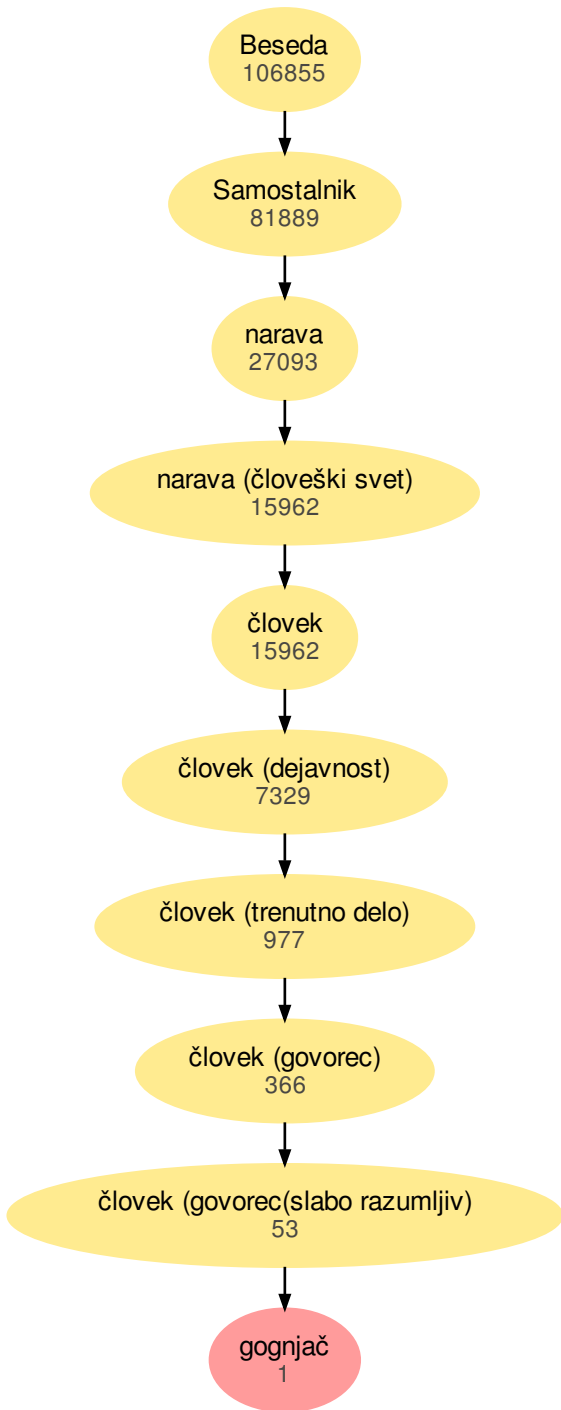 Beseda
106855
Samostalnik
81889
narava
27093
narava (človeški svet)
15962
človek
15962
človek (dejavnost)
7329
človek (trenutno delo)
977
človek (govorec)
366
človek (govorec(slabo razumljiv)
53
gognjač
1